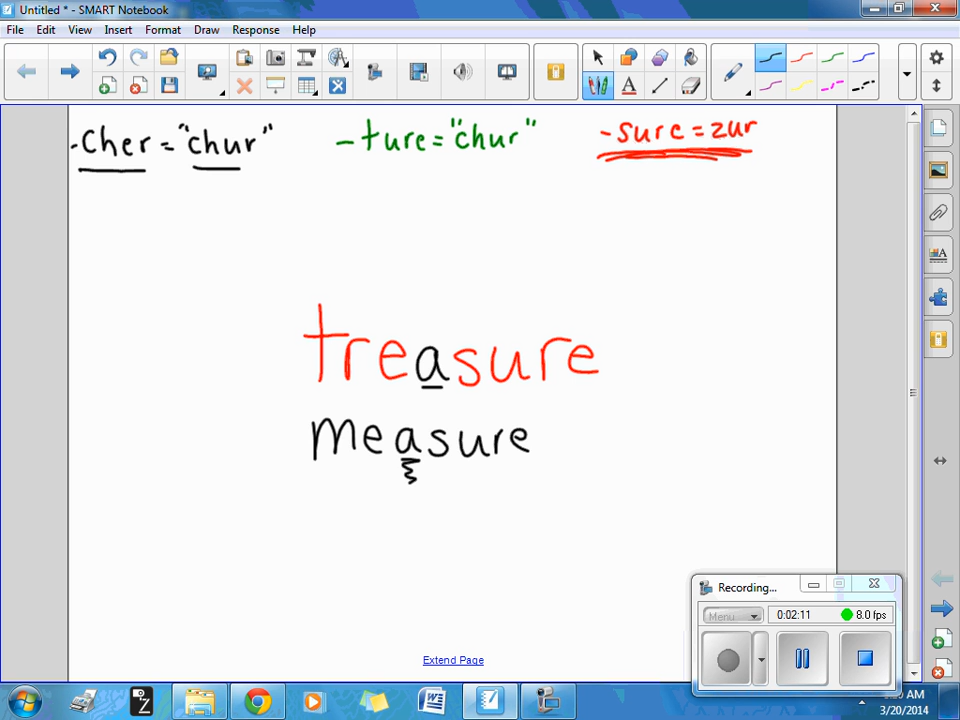 Untitled * - SMART Notebook
File Edit View Insert Format Draw Response Help
-cher = "chur" -ture = "chur" -sure = zur
treasure
measure
Recording...
Menu 0:02:11 8.0 fps
Extend Page
AM
3/20/2014